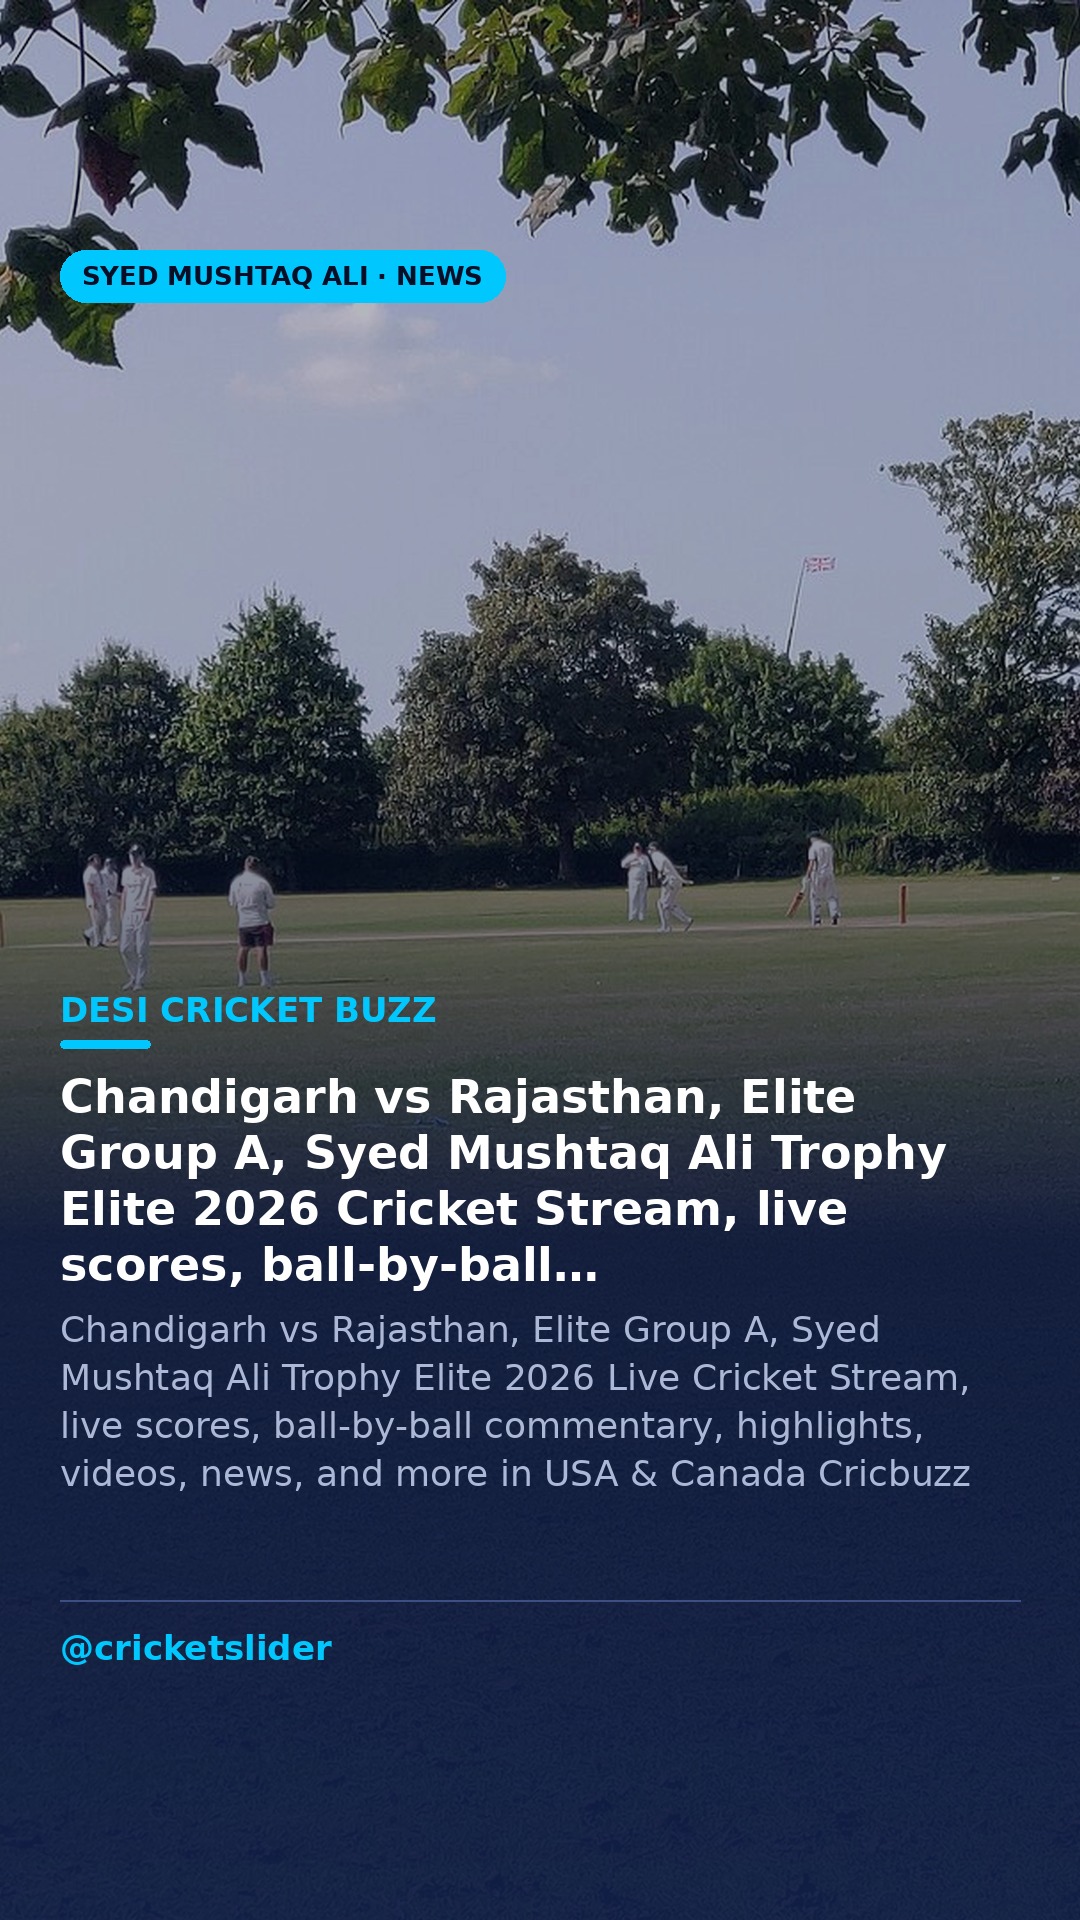 SYED MUSHTAQ ALI · NEWS
DESI CRICKET BUZZ
Chandigarh vs Rajasthan, Elite
Group A, Syed Mushtaq Ali Trophy
Elite 2026 Cricket Stream, live
scores, ball-by-ball…
Chandigarh vs Rajasthan, Elite Group A, Syed
Mushtaq Ali Trophy Elite 2026 Live Cricket Stream,
live scores, ball-by-ball commentary, highlights,
videos, news, and more in USA & Canada Cricbuzz
@cricketslider